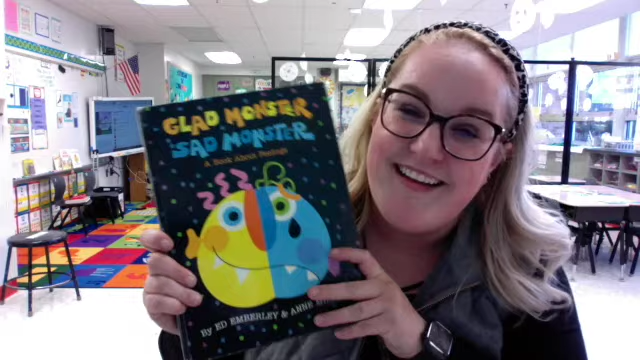 GLAD MONSTER
SAD MONSTER
A Book About Feelings
By ED EMBERLEY & ANNE